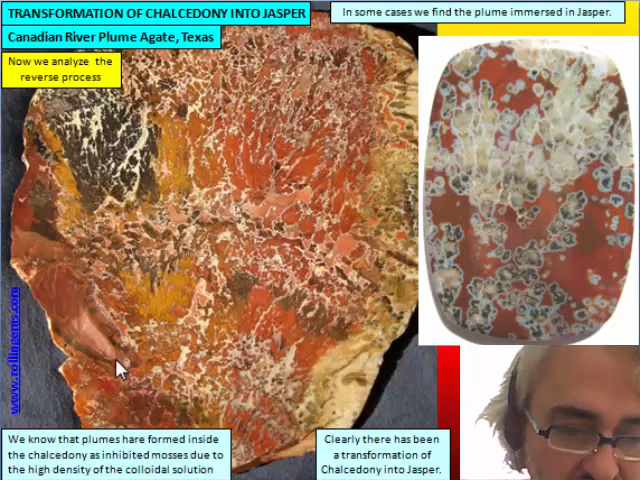 TRANSFORMATION OF CHALCEDONY INTO JASPER
Canadian River Plume Agate, Texas
In some cases we find the plume immersed in Jasper.
Now we analyze the
reverse process
www.rollingems.com
We know that plumes hare formed inside
the chalcedony as inhibited mosses due to
the high density of the colloidal solution
Clearly there has been
a transformation of
Chalcedony into Jasper.